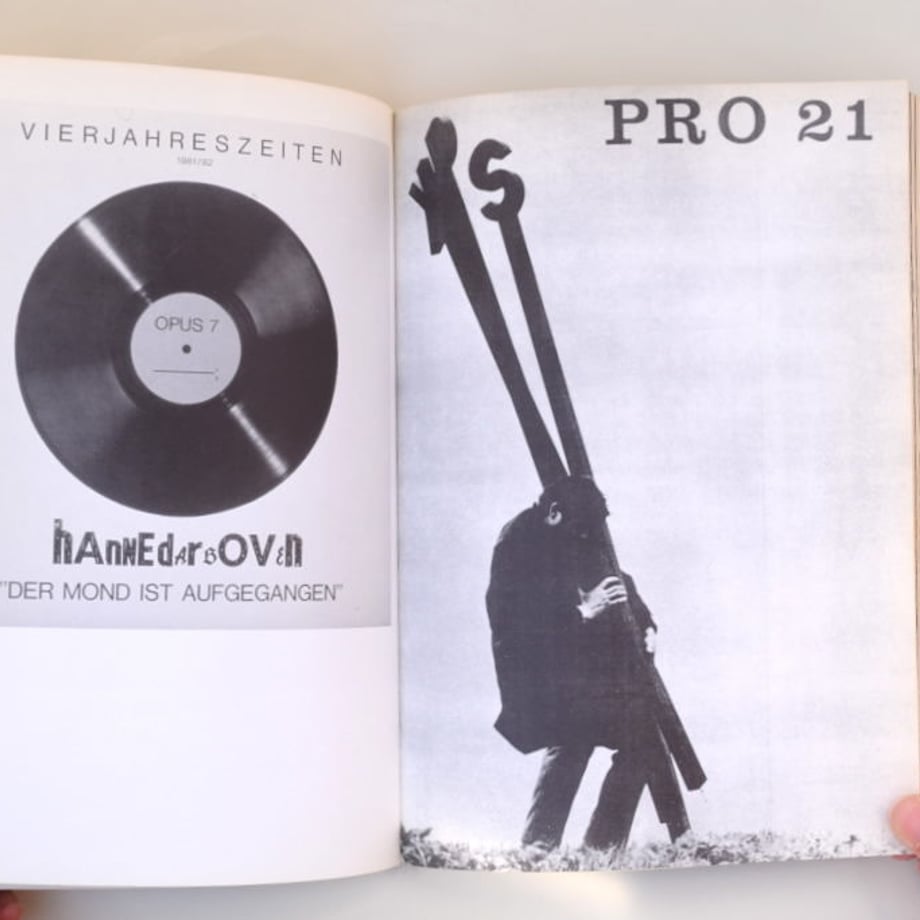 VIERJAHRESZEITEN
1981/82
OPUS 7
hAnNEdArBOVEn
"DER MOND IST AUFGEGANGEN"
PRO 21